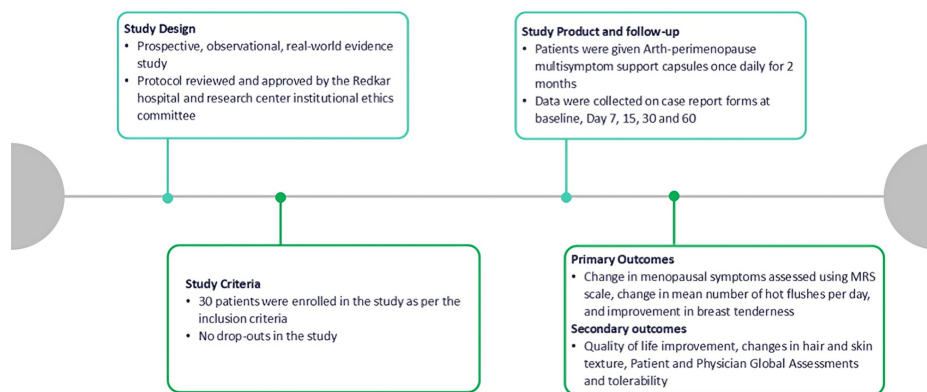 Study Design
• Prospective, observational, real-world evidence
study
• Protocol reviewed and approved by the Redkar
hospital and research center institutional ethics
committee
Study Product and follow-up
• Patients were given Arth-perimenopause
multisymptom support capsules once daily for 2
months
• Data were collected on case report forms at
baseline, Day 7, 15, 30 and 60
Study Criteria
• 30 patients were enrolled in the study as per the
inclusion criteria
• No drop-outs in the study
Primary Outcomes
• Change in menopausal symptoms assessed using MRS
scale, change in mean number of hot flushes per day,
and improvement in breast tenderness
Secondary outcomes
• Quality of life improvement, changes in hair and skin
texture, Patient and Physician Global Assessments
and tolerability